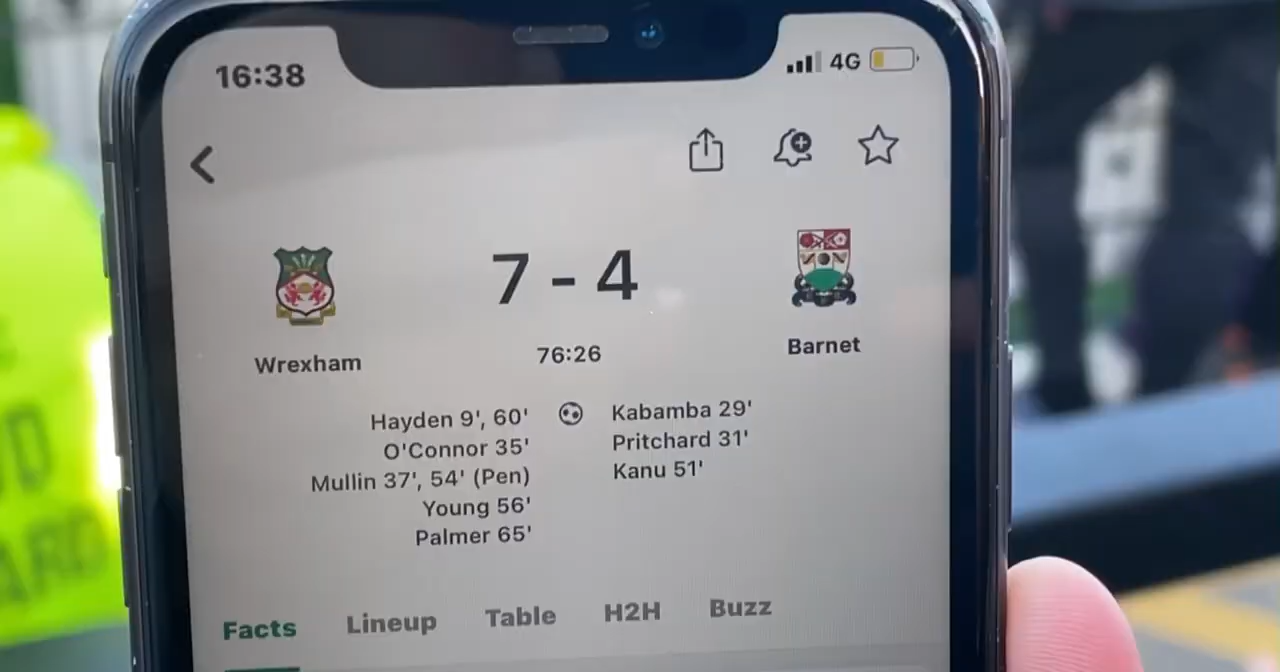 16:38
4G
7 - 4
Wrexham
76:26
Barnet
Hayden 9', 60'
O'Connor 35'
Mullin 37', 54' (Pen)
Young 56'
Palmer 65'
Kabamba 29'
Pritchard 31'
Kanu 51'
Facts
Lineup
Table
H2H
Buzz